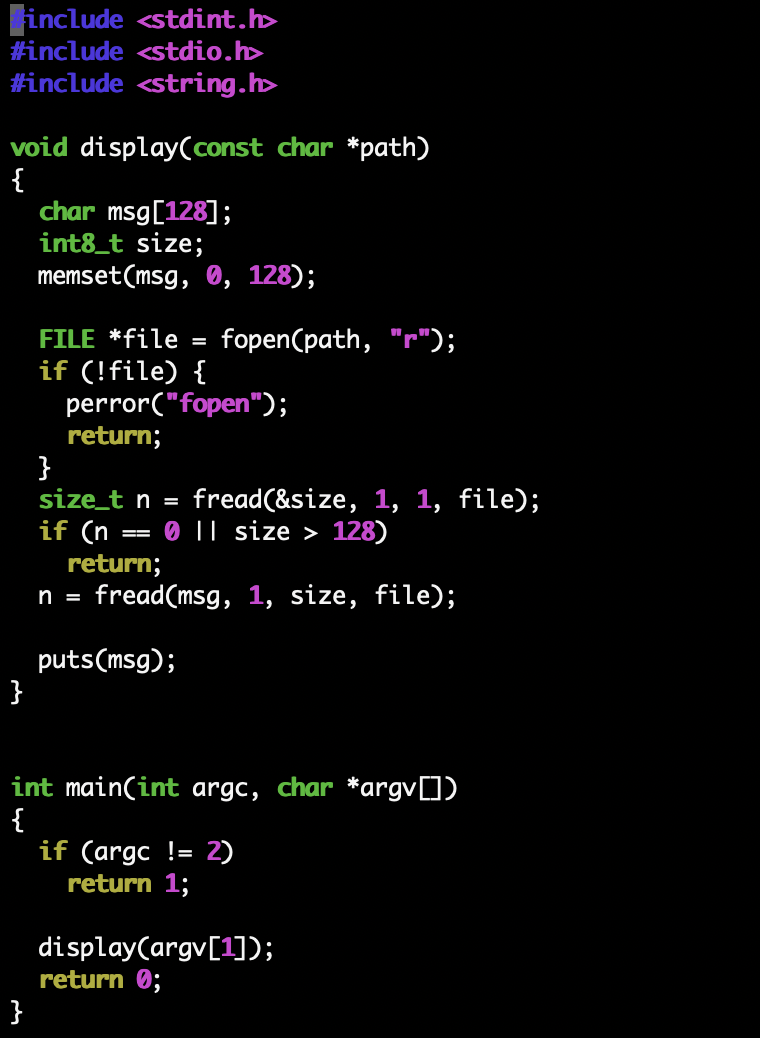 #include <stdint.h>
#include <stdio.h>
#include <string.h>

void display(const char *path)
{
  char msg[128];
  int8_t size;
  memset(msg, 0, 128);

  FILE *file = fopen(path, "r");
  if (!file) {
    perror("fopen");
    return;
  }
  size_t n = fread(&size, 1, 1, file);
  if (n == 0 || size > 128)
    return;
  n = fread(msg, 1, size, file);

  puts(msg);
}


int main(int argc, char *argv[])
{
  if (argc != 2)
    return 1;

  display(argv[1]);
  return 0;
}